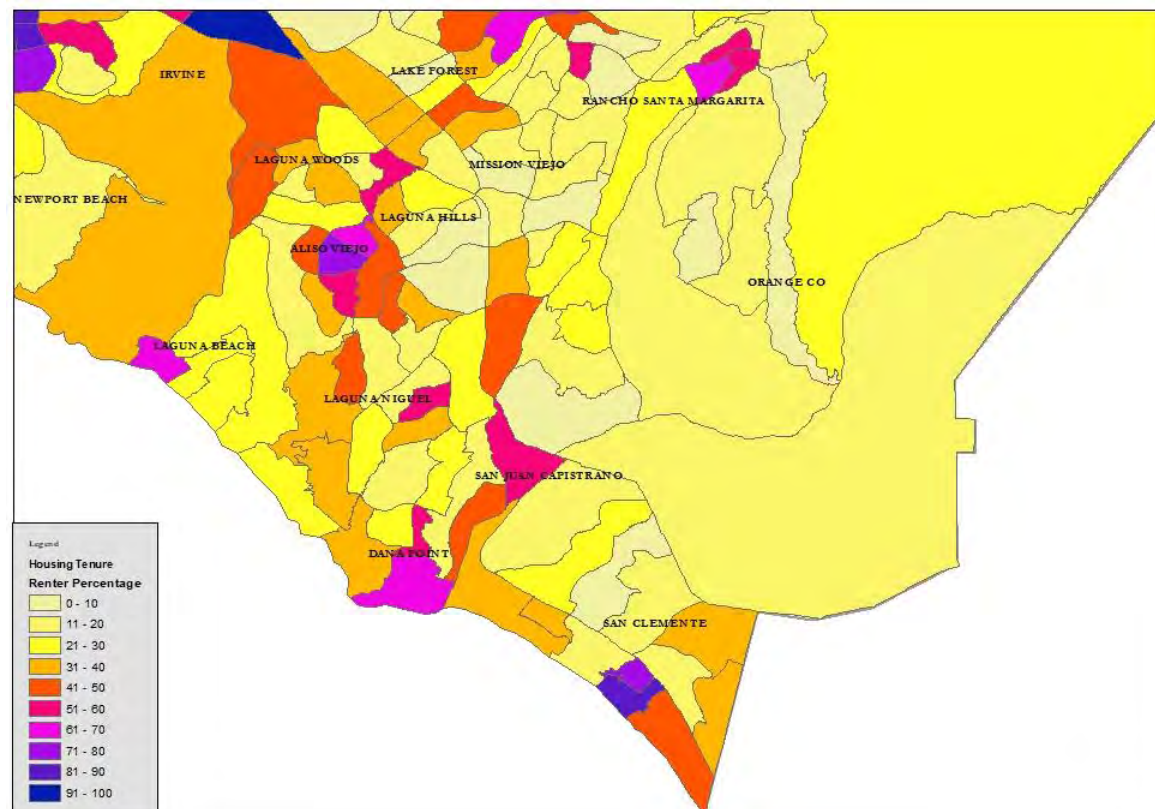 IRVINE
LAKE FOREST
RANCHO SANTA MARGARITA
LAGUNA WOODS
MISSION VIEJO
NEWPORT BEACH
LAGUNA HILLS
ALISO VIEJO
ORANGE CO
LAGUNA BEACH
LAGUNA NIGUEL
SAN JUAN CAPISTRANO
DANA POINT
SAN CLEMENTE
Legend
Housing Tenure
Renter Percentage
0 - 10
11 - 20
21 - 30
31 - 40
41 - 50
51 - 60
61 - 70
71 - 80
81 - 90
91 - 100